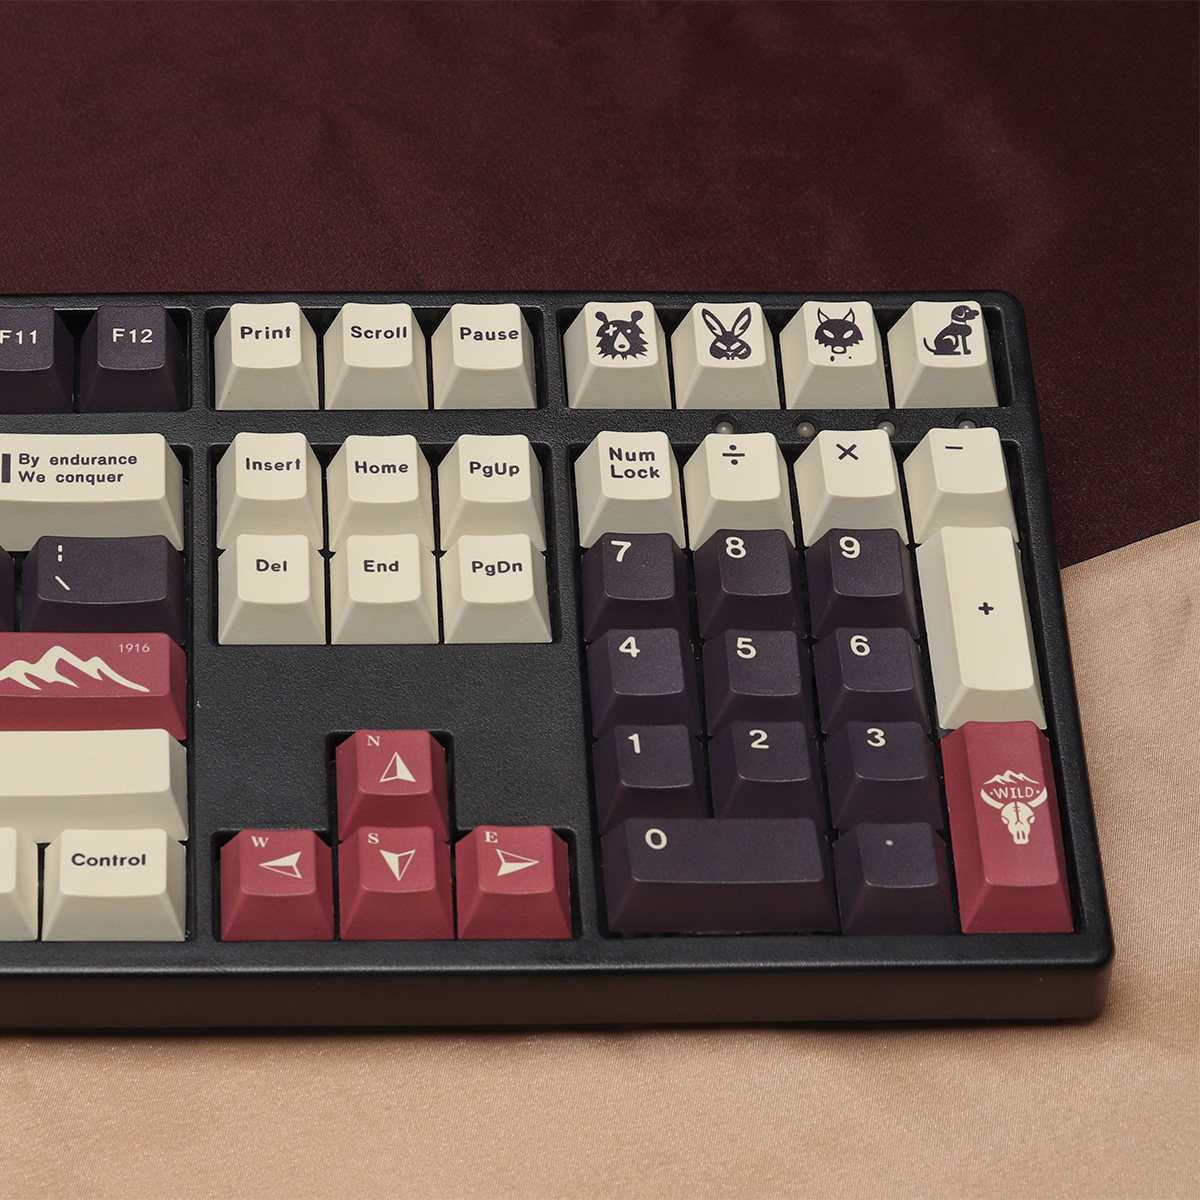 F11
F12
Print
Scroll
Pause
By endurance
We conquer
Insert
Home
PgUp
Num
Lock
÷
×
−
Del
End
PgDn
¦
\
7
8
9
+
1916
4
5
6
N
1
2
3
·WILD·
Control
W
S
E
0
.